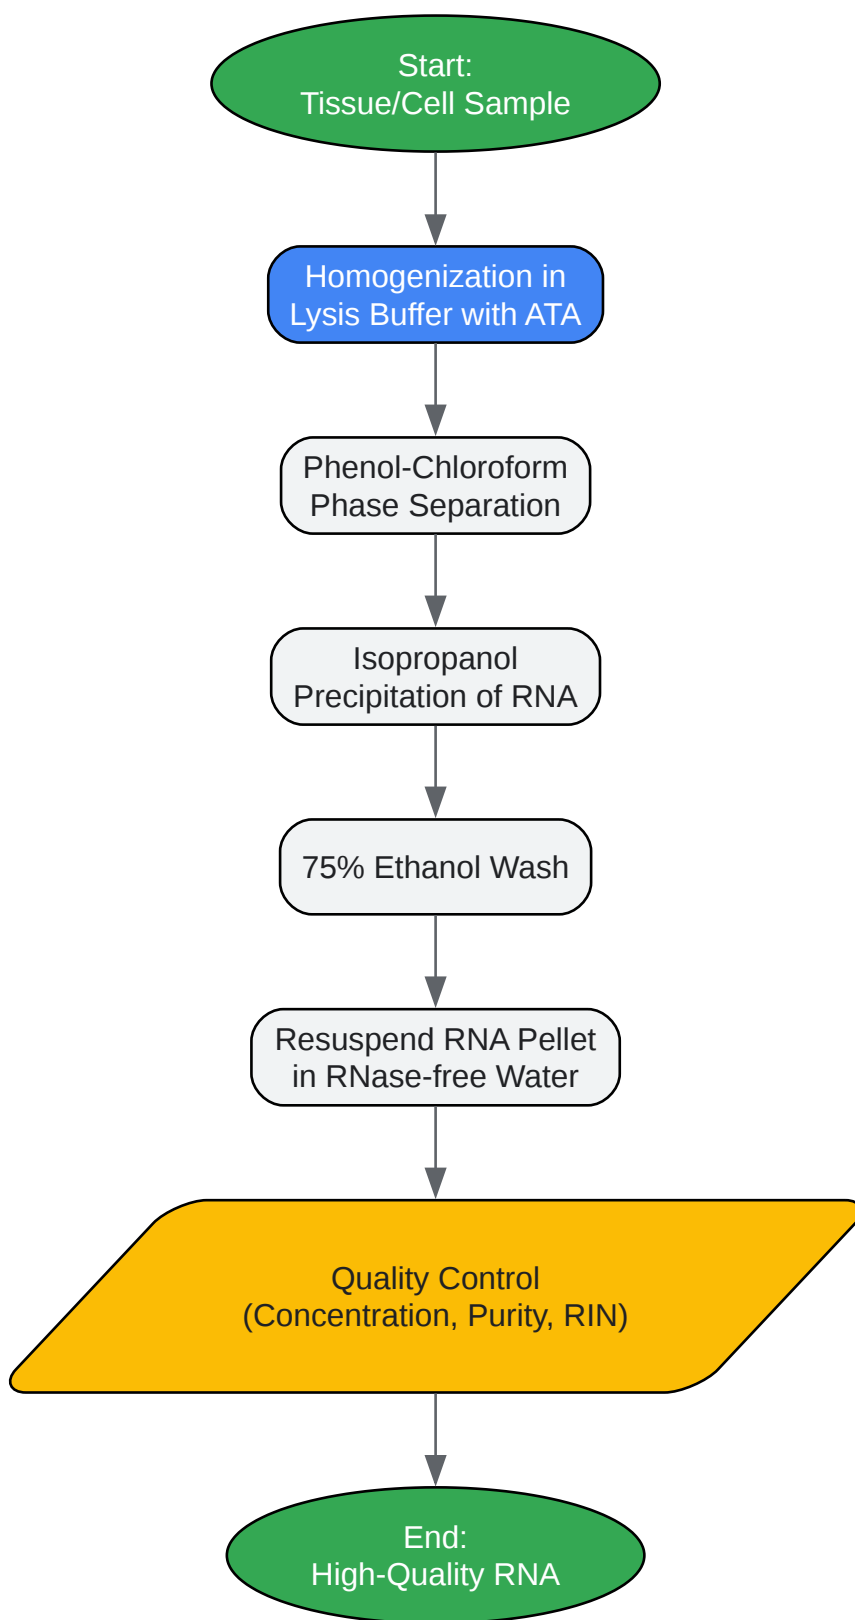 Start:
Tissue/Cell Sample
Homogenization in
Lysis Buffer with ATA
Phenol-Chloroform
Phase Separation
Isopropanol
Precipitation of RNA
75% Ethanol Wash
Resuspend RNA Pellet
in RNase-free Water
Quality Control
(Concentration, Purity, RIN)
End:
High-Quality RNA